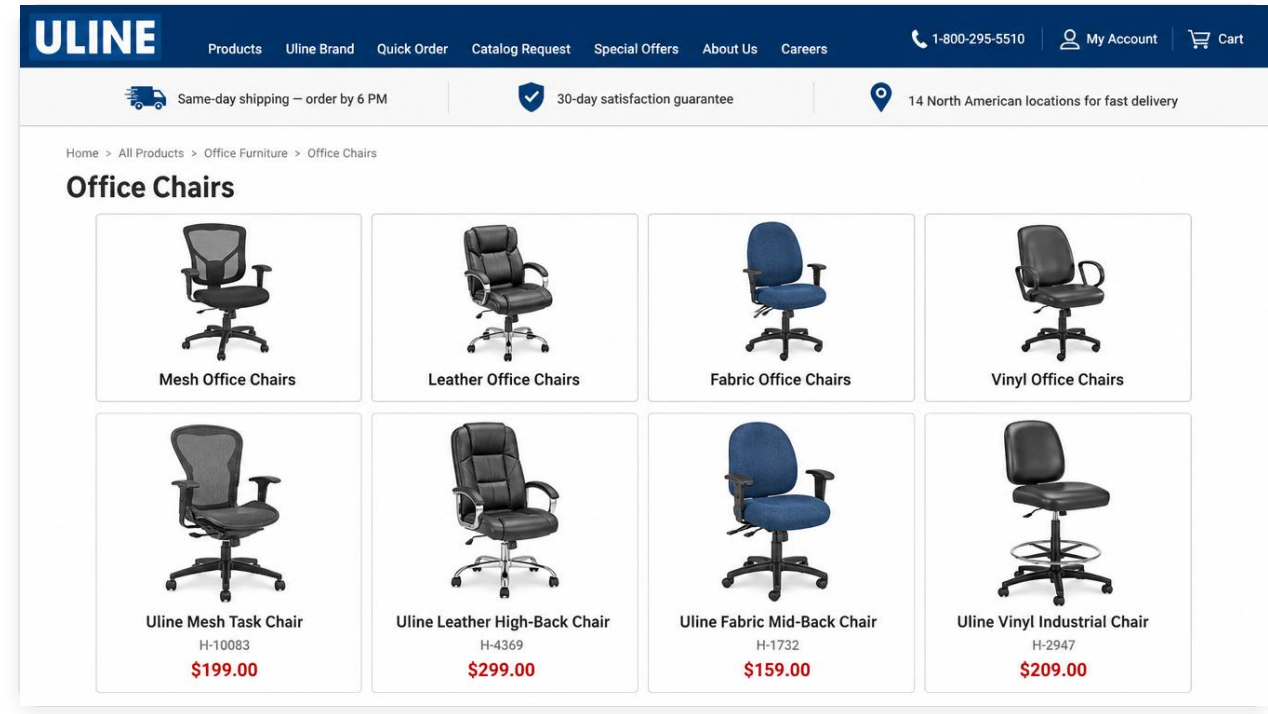 ULINE
Products Uline Brand Quick Order Catalog Request Special Offers About Us Careers
1-800-295-5510 My Account Cart
Same-day shipping — order by 6 PM
30-day satisfaction guarantee
14 North American locations for fast delivery
Home > All Products > Office Furniture > Office Chairs
Office Chairs
Mesh Office Chairs
Leather Office Chairs
Fabric Office Chairs
Vinyl Office Chairs
Uline Mesh Task Chair
H-10083
$199.00
Uline Leather High-Back Chair
H-4369
$299.00
Uline Fabric Mid-Back Chair
H-1732
$159.00
Uline Vinyl Industrial Chair
H-2947
$209.00